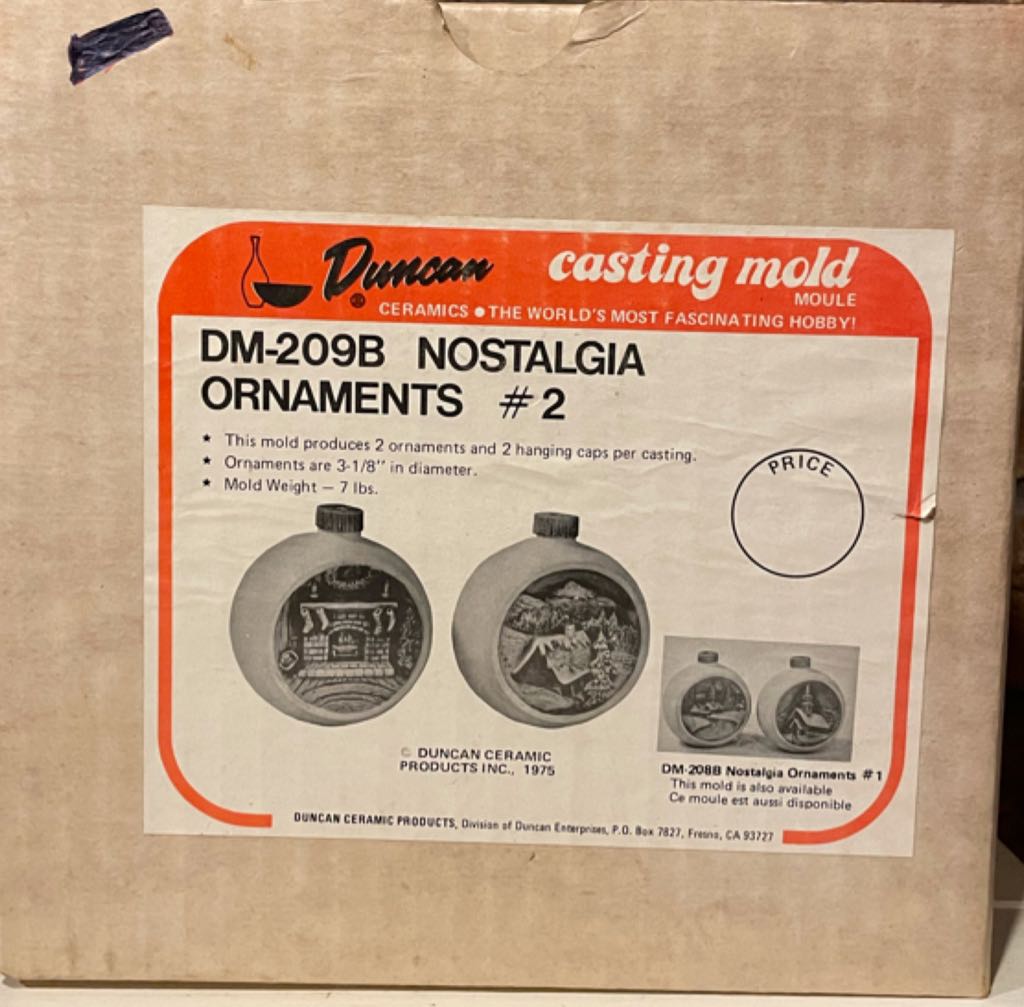 Duncan ®
casting mold
MOULE
CERAMICS ● THE WORLD'S MOST FASCINATING HOBBY!
DM-209B NOSTALGIA
ORNAMENTS #2
★ This mold produces 2 ornaments and 2 hanging caps per casting.
★ Ornaments are 3-1/8" in diameter.
★ Mold Weight — 7 lbs.
PRICE
© DUNCAN CERAMIC
PRODUCTS INC., 1975
DM-208B Nostalgia Ornaments #1
This mold is also available
Ce moule est aussi disponible
DUNCAN CERAMIC PRODUCTS, Division of Duncan Enterprises, P.O. Box 7827, Fresno, CA 93727